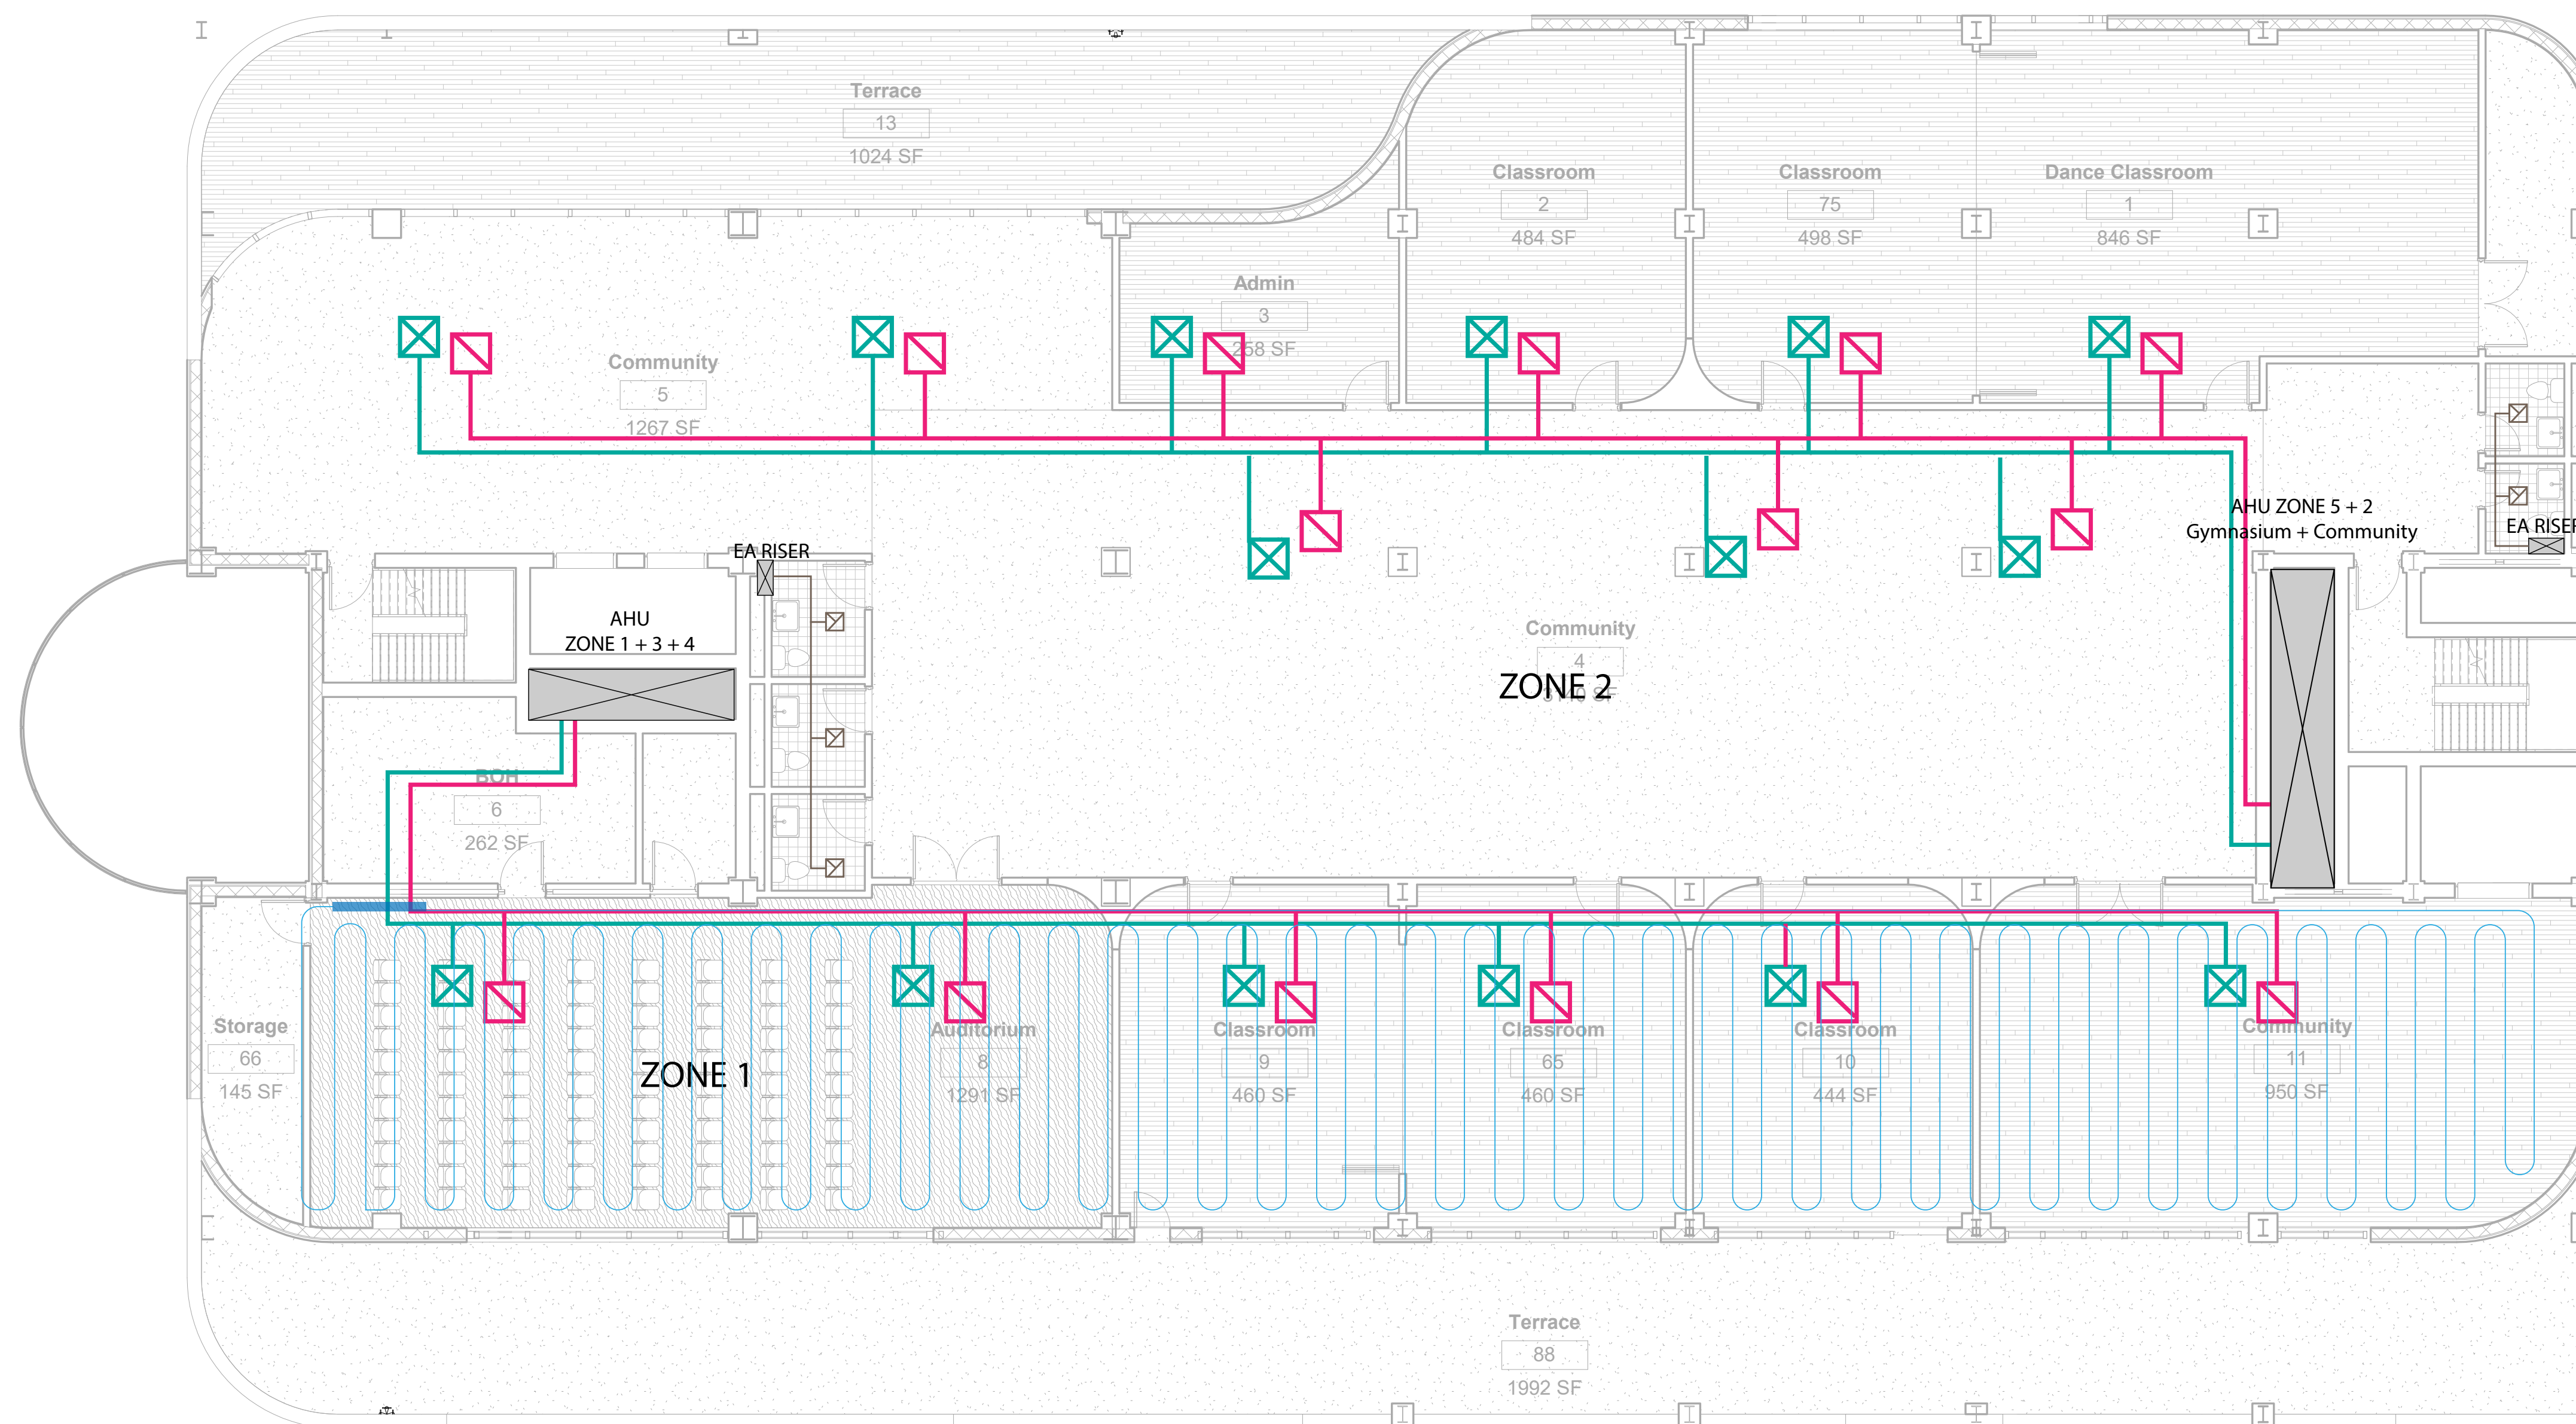 Terrace
13
1024 SF
Classroom
2
484 SF
Classroom
75
498 SF
Dance Classroom
1
846 SF
Admin
3
258 SF
Community
5
1267 SF
AHU ZONE 5 + 2
Gymnasium + Community
EA RISER
EA RISER
AHU
ZONE 1 + 3 + 4
Community
4
ZONE 2
BOH
6
262 SF
Storage
66
145 SF
ZONE 1
Auditorium
8
1291 SF
Classroom
9
460 SF
Classroom
65
460 SF
Classroom
10
444 SF
Community
11
950 SF
Terrace
88
1992 SF